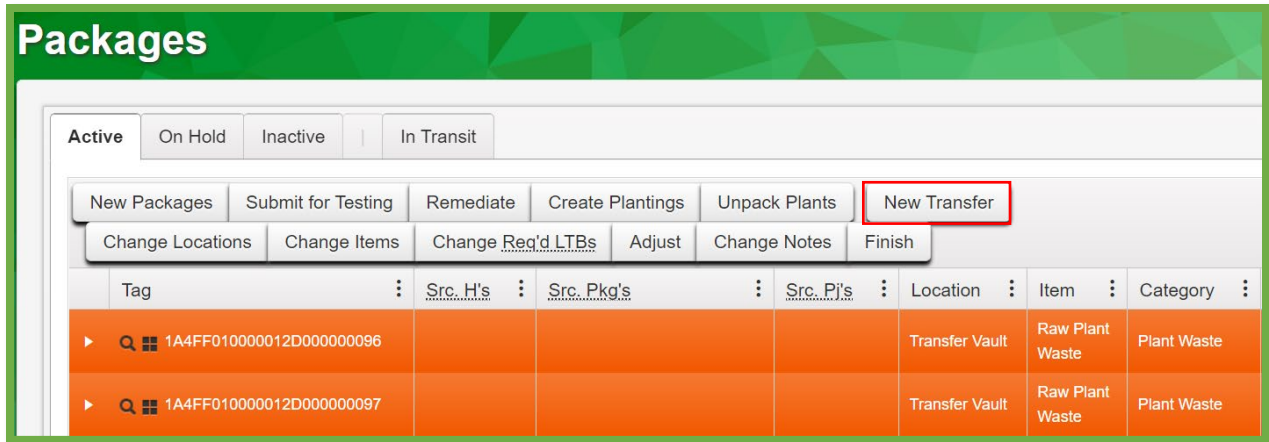 Packages
Active On Hold Inactive | In Transit
New Packages Submit for Testing Remediate Create Plantings Unpack Plants New Transfer
Change Locations Change Items Change Req'd LTBs Adjust Change Notes Finish
Tag Src. H's Src. Pkg's Src. Pj's Location Item Category
1A4FF010000012D000000096 Transfer Vault Raw Plant Waste Plant Waste
1A4FF010000012D000000097 Transfer Vault Raw Plant Waste Plant Waste